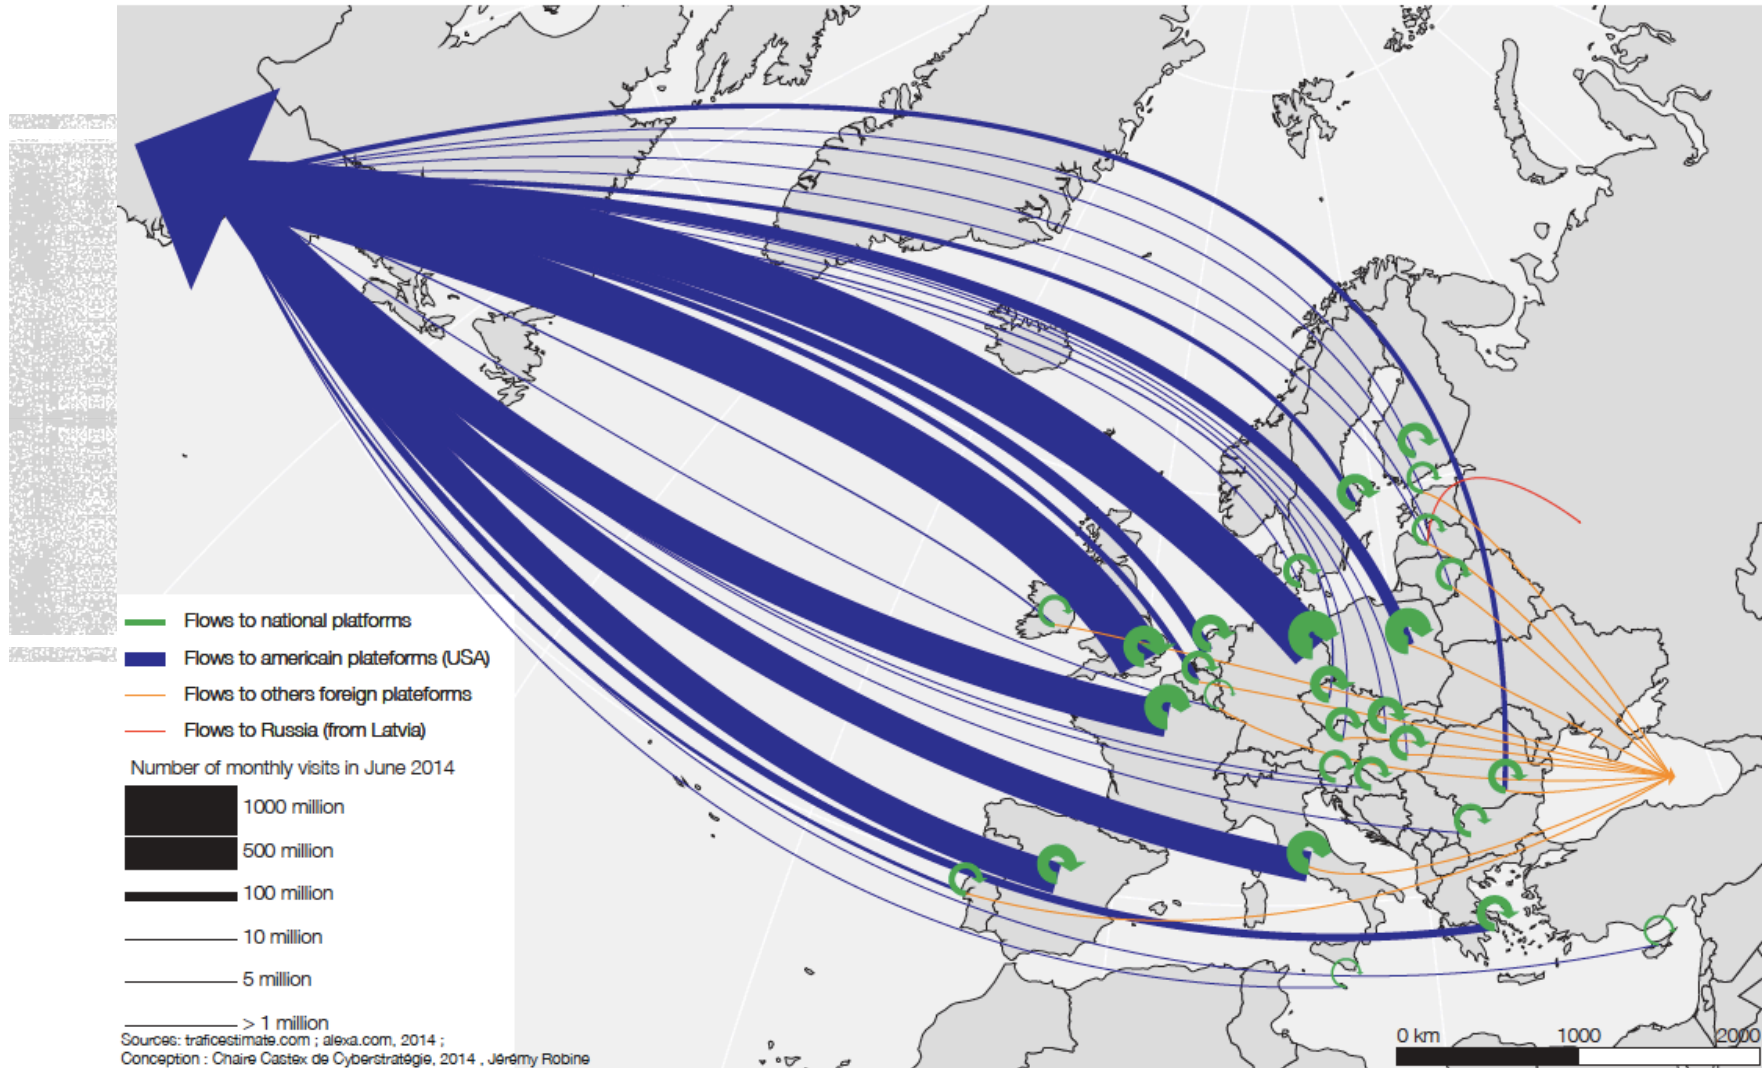 Flows to national platforms
Flows to americain plateforms (USA)
Flows to others foreign plateforms
Flows to Russia (from Latvia)
Number of monthly visits in June 2014
1000 million
500 million
100 million
10 million
5 million
> 1 million
Sources: traficestimate.com ; alexa.com, 2014 ;
Conception : Chaire Castex de Cyberstratégie, 2014 , Jérémy Robine
0 km 1000 2000